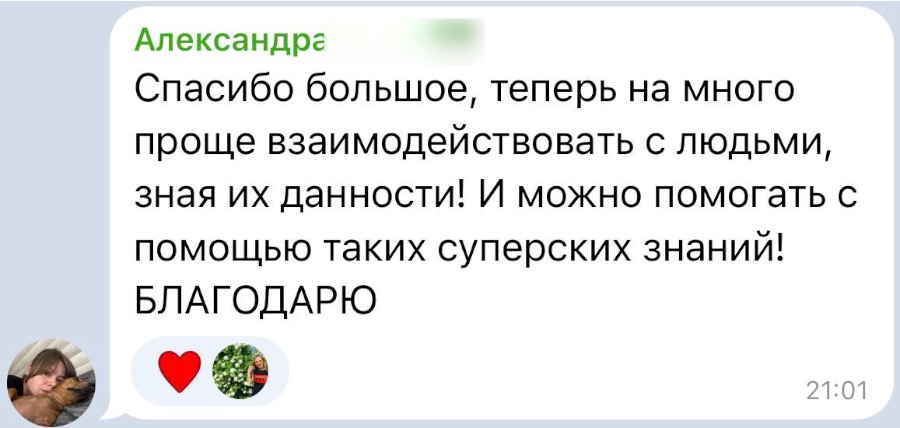 Александра
Спасибо большое, теперь на много
проще взаимодействовать с людьми,
зная их данности! И можно помогать с
помощью таких суперских знаний!
БЛАГОДАРЮ
21:01